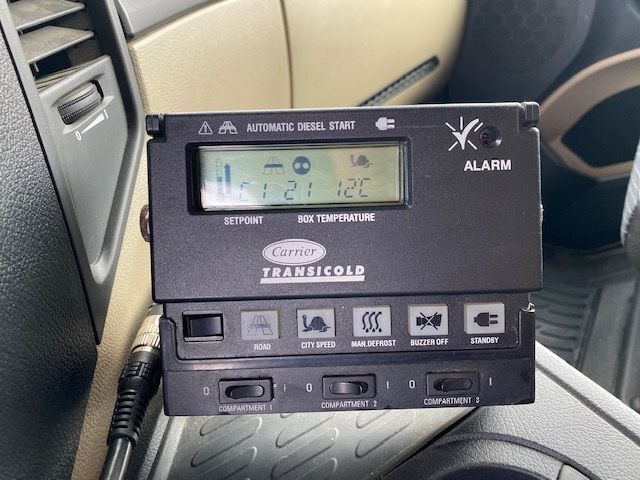 AUTOMATIC DIESEL START
ALARM
C1 21 12C
SETPOINT BOX TEMPERATURE
Carrier
TRANSICOLD
ROAD CITY SPEED MAN.DEFROST BUZZER OFF STANDBY
0 I 0 I 0 I
COMPARTMENT 1 COMPARTMENT 2 COMPARTMENT 3